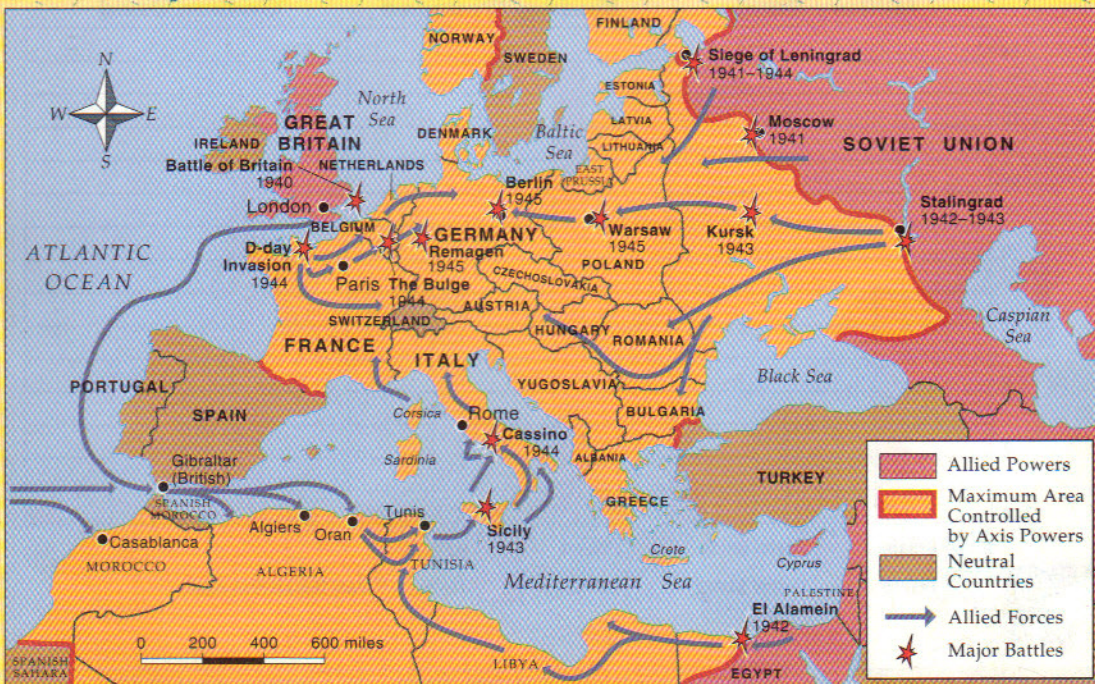 NORWAY
FINLAND
SWEDEN
Siege of Leningrad
1941–1944
ESTONIA
North
Sea
LATVIA
Moscow
1941
GREAT
BRITAIN
IRELAND
DENMARK
Baltic
Sea
LITHUANIA
SOVIET UNION
Battle of Britain
1940
NETHERLANDS
EAST
PRUSSIA
Berlin
1945
London
BELGIUM
GERMANY
Warsaw
1945
Kursk
1943
Stalingrad
1942–1943
ATLANTIC
OCEAN
D-day
Invasion
1944
Remagen
1945
POLAND
Paris
The Bulge
1944
CZECHOSLOVAKIA
AUSTRIA
SWITZERLAND
HUNGARY
ROMANIA
Caspian
Sea
FRANCE
ITALY
YUGOSLAVIA
Black Sea
PORTUGAL
SPAIN
Corsica
Rome
BULGARIA
Sardinia
Cassino
1944
ALBANIA
TURKEY
Gibraltar
(British)
GREECE
SPANISH
MOROCCO
Algiers
Oran
Tunis
Sicily
1943
Casablanca
MOROCCO
ALGERIA
TUNISIA
Mediterranean Sea
Crete
Cyprus
PALESTINE
El Alamein
1942
0 200 400 600 miles
LIBYA
EGYPT
SPANISH
SAHARA
N
W
E
S
Allied Powers
Maximum Area
Controlled
by Axis Powers
Neutral
Countries
Allied Forces
Major Battles